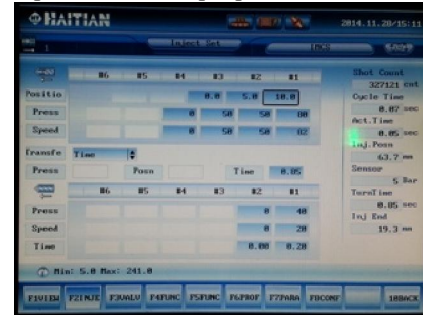 HAITIAN 2014.11.28/15:11
1 Inject Set
#6 #5 #4 #3 #2 #1
Positio 0.0 5.0 10.0
Press 0 50 50 80
Speed 0 50 50 82
Transfe Time
Press Posn Time 0.05
#6 #5 #4 #3 #2 #1
Press 0 40
Speed 0 20
Time 0.00 0.20
Shot Count
327121 cnt
Cycle Time
0.07 sec
Act.Time
0.05 sec
Inj.Posn
63.7 mm
Sensor
5 Bar
TurnTime
0.05 sec
Inj End
19.3 mm
Min: 5.0 Max: 241.0
F1VIEW F2INJE F3VALU F4FUNC F5FUNC F6PROF F7PARA F8CONF 10BACK